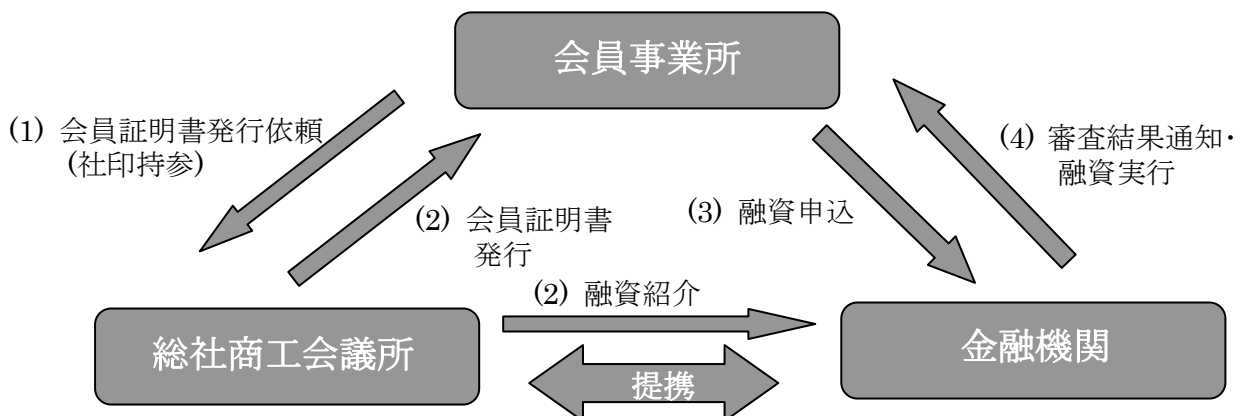 会員事業所
(1) 会員証明書発行依頼
(社印持参)
(4) 審査結果通知・
融資実行
(2) 会員証明書
発行
(3) 融資申込
(2) 融資紹介
総社商工会議所
金融機関
提携